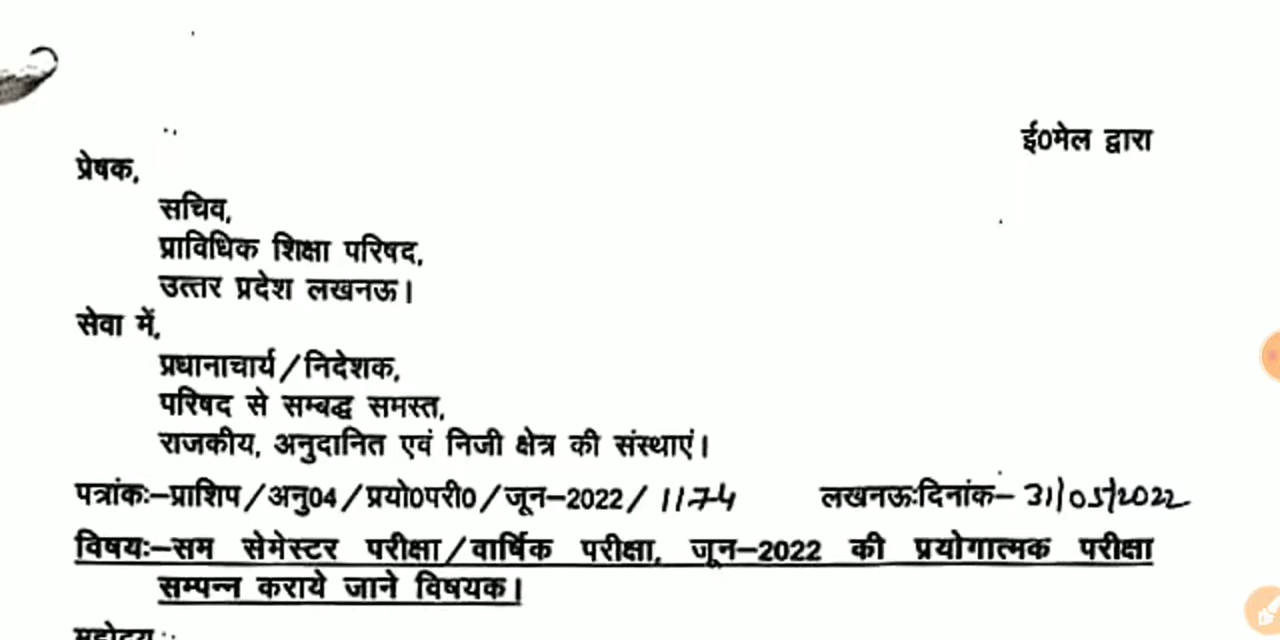 ई0मेल द्वारा
प्रेषक,
सचिव,
प्राविधिक शिक्षा परिषद,
उत्तर प्रदेश लखनऊ।
सेवा में,
प्रधानाचार्य/निदेशक,
परिषद से सम्बद्ध समस्त,
राजकीय, अनुदानित एवं निजी क्षेत्र की संस्थाएं।
पत्रांकः–प्राशिप/अनु04/प्रयो0परी0/जून–2022/ 1174 लखनऊःदिनांक– 31/05/2022
विषयः–सम सेमेस्टर परीक्षा/वार्षिक परीक्षा, जून–2022 की प्रयोगात्मक परीक्षा
सम्पन्न कराये जाने विषयक।